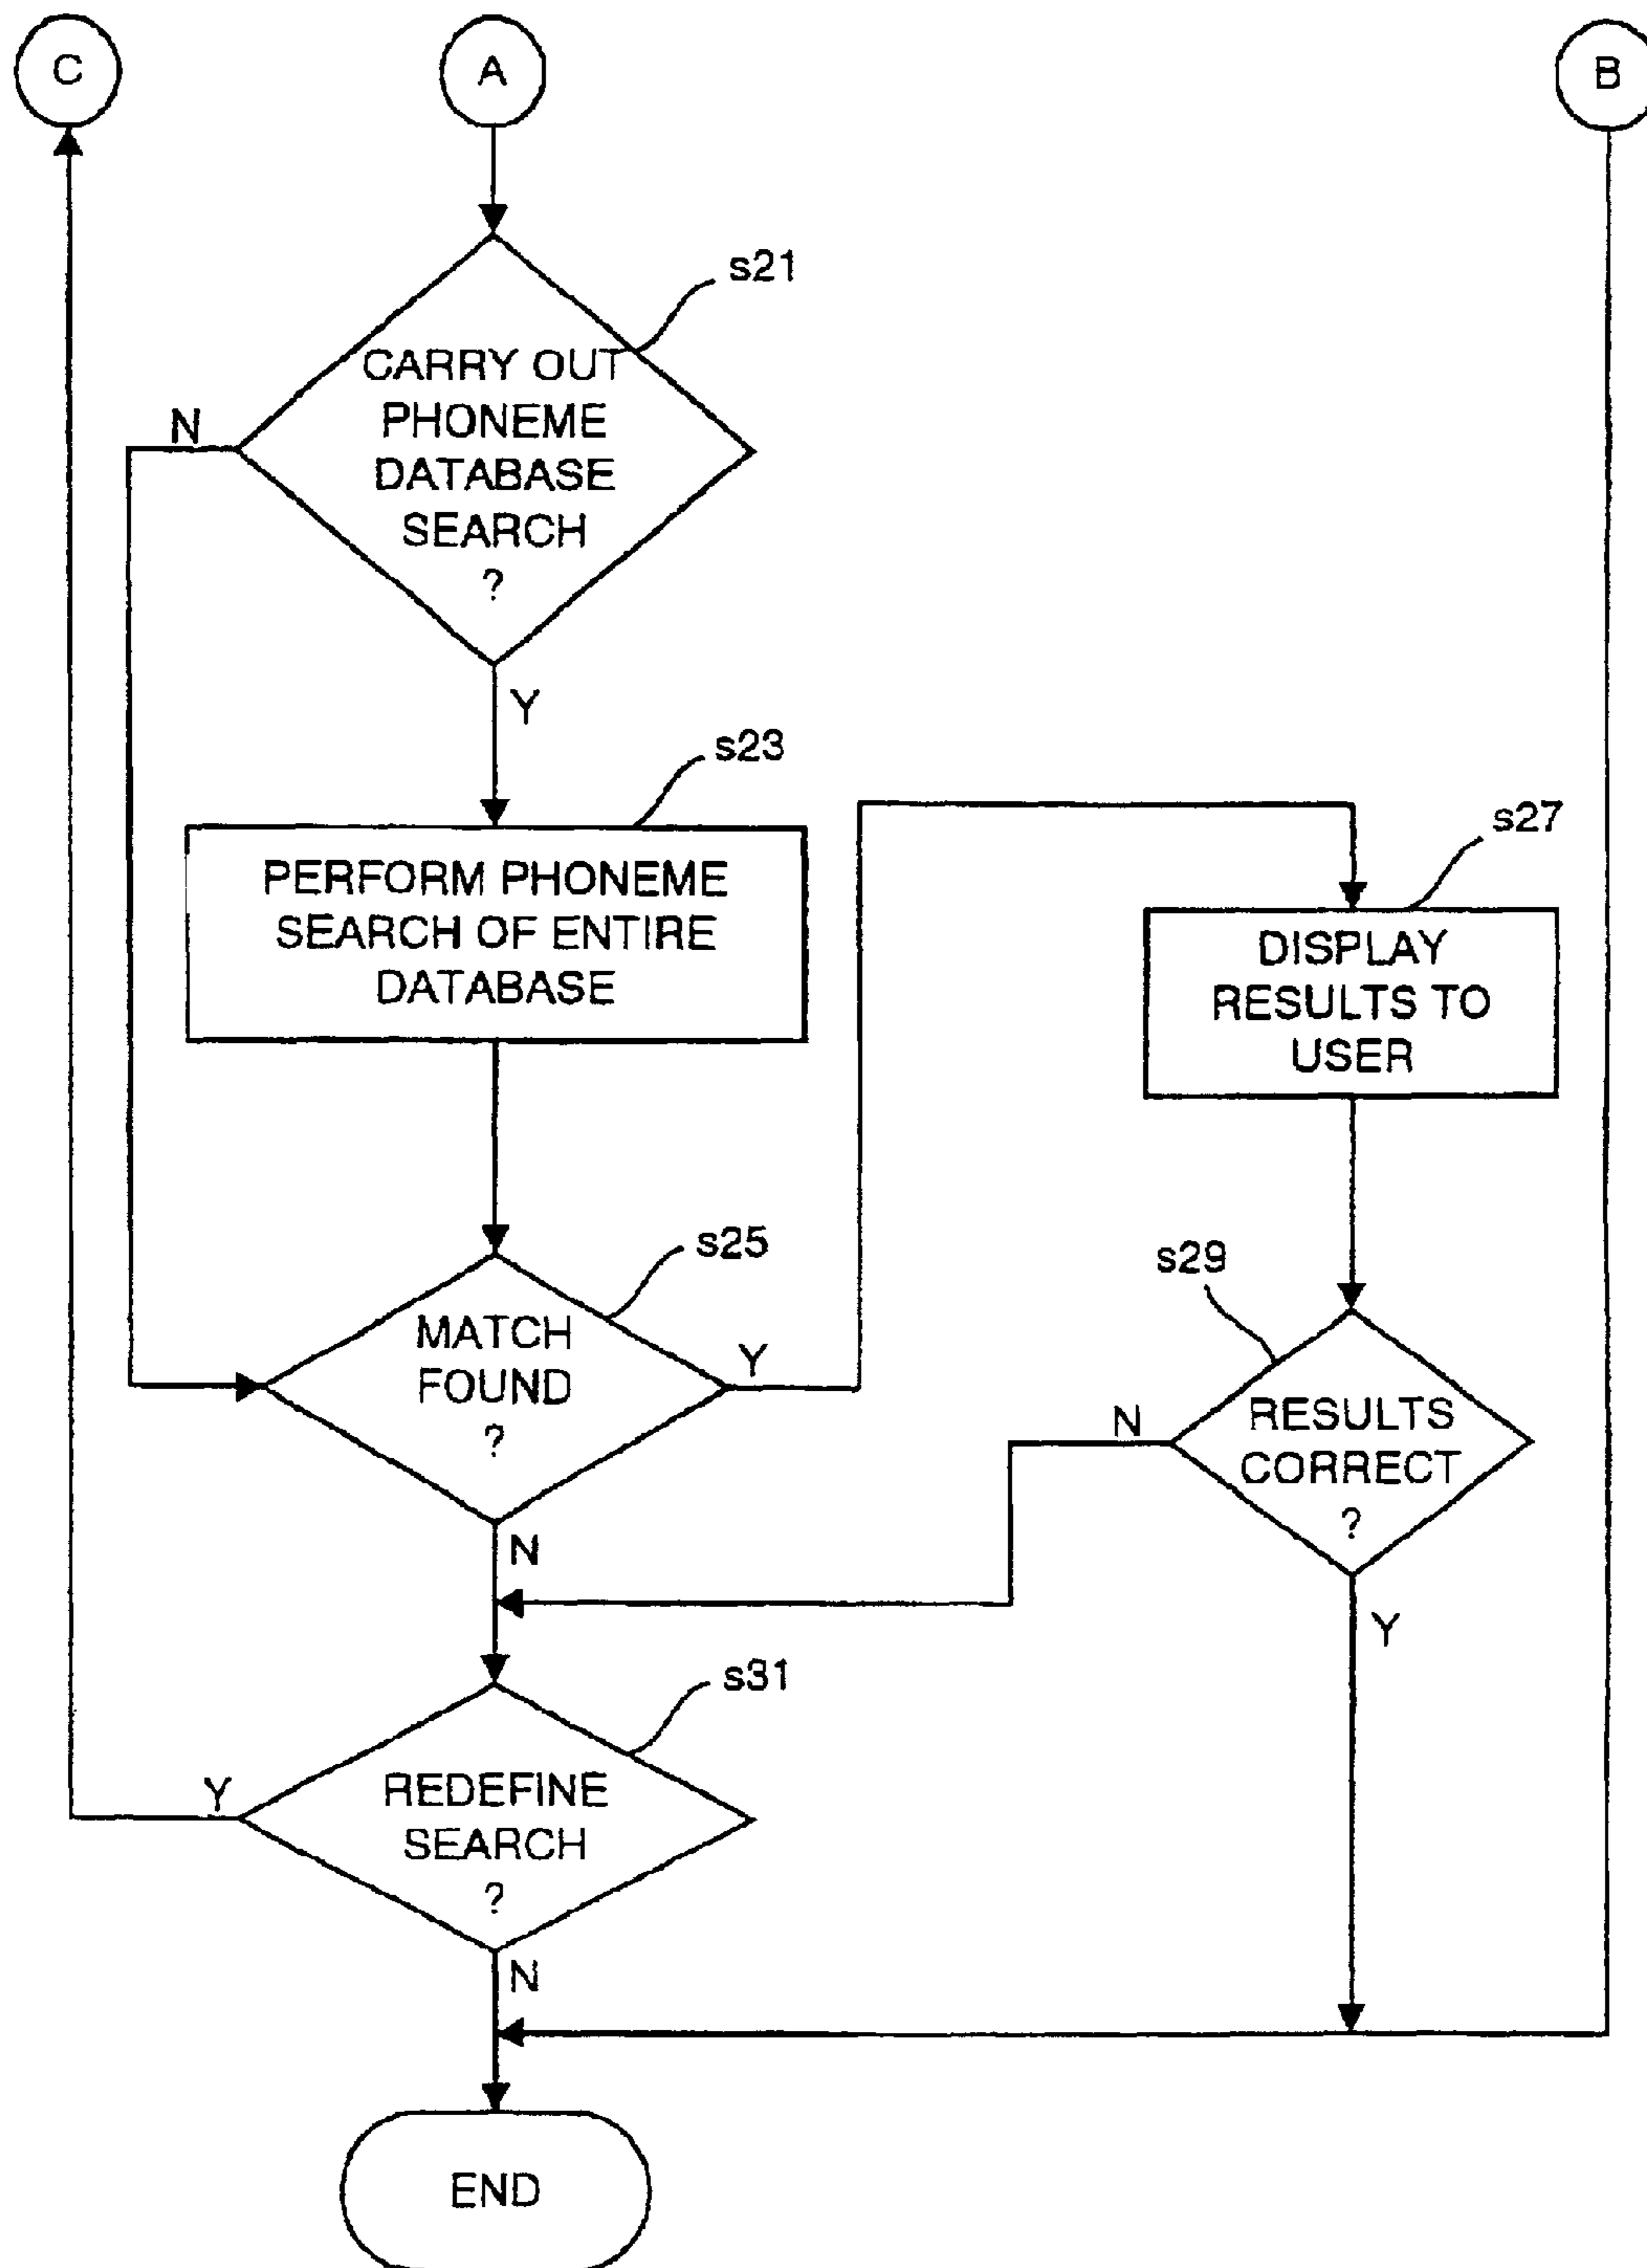 C
A
B
s21
CARRY OUT
PHONEME
DATABASE
SEARCH
?
N
Y
s23
PERFORM PHONEME
SEARCH OF ENTIRE
DATABASE
s27
DISPLAY
RESULTS TO
USER
s25
MATCH
FOUND
?
Y
N
s29
RESULTS
CORRECT
?
N
Y
s31
REDEFINE
SEARCH
?
Y
N
END